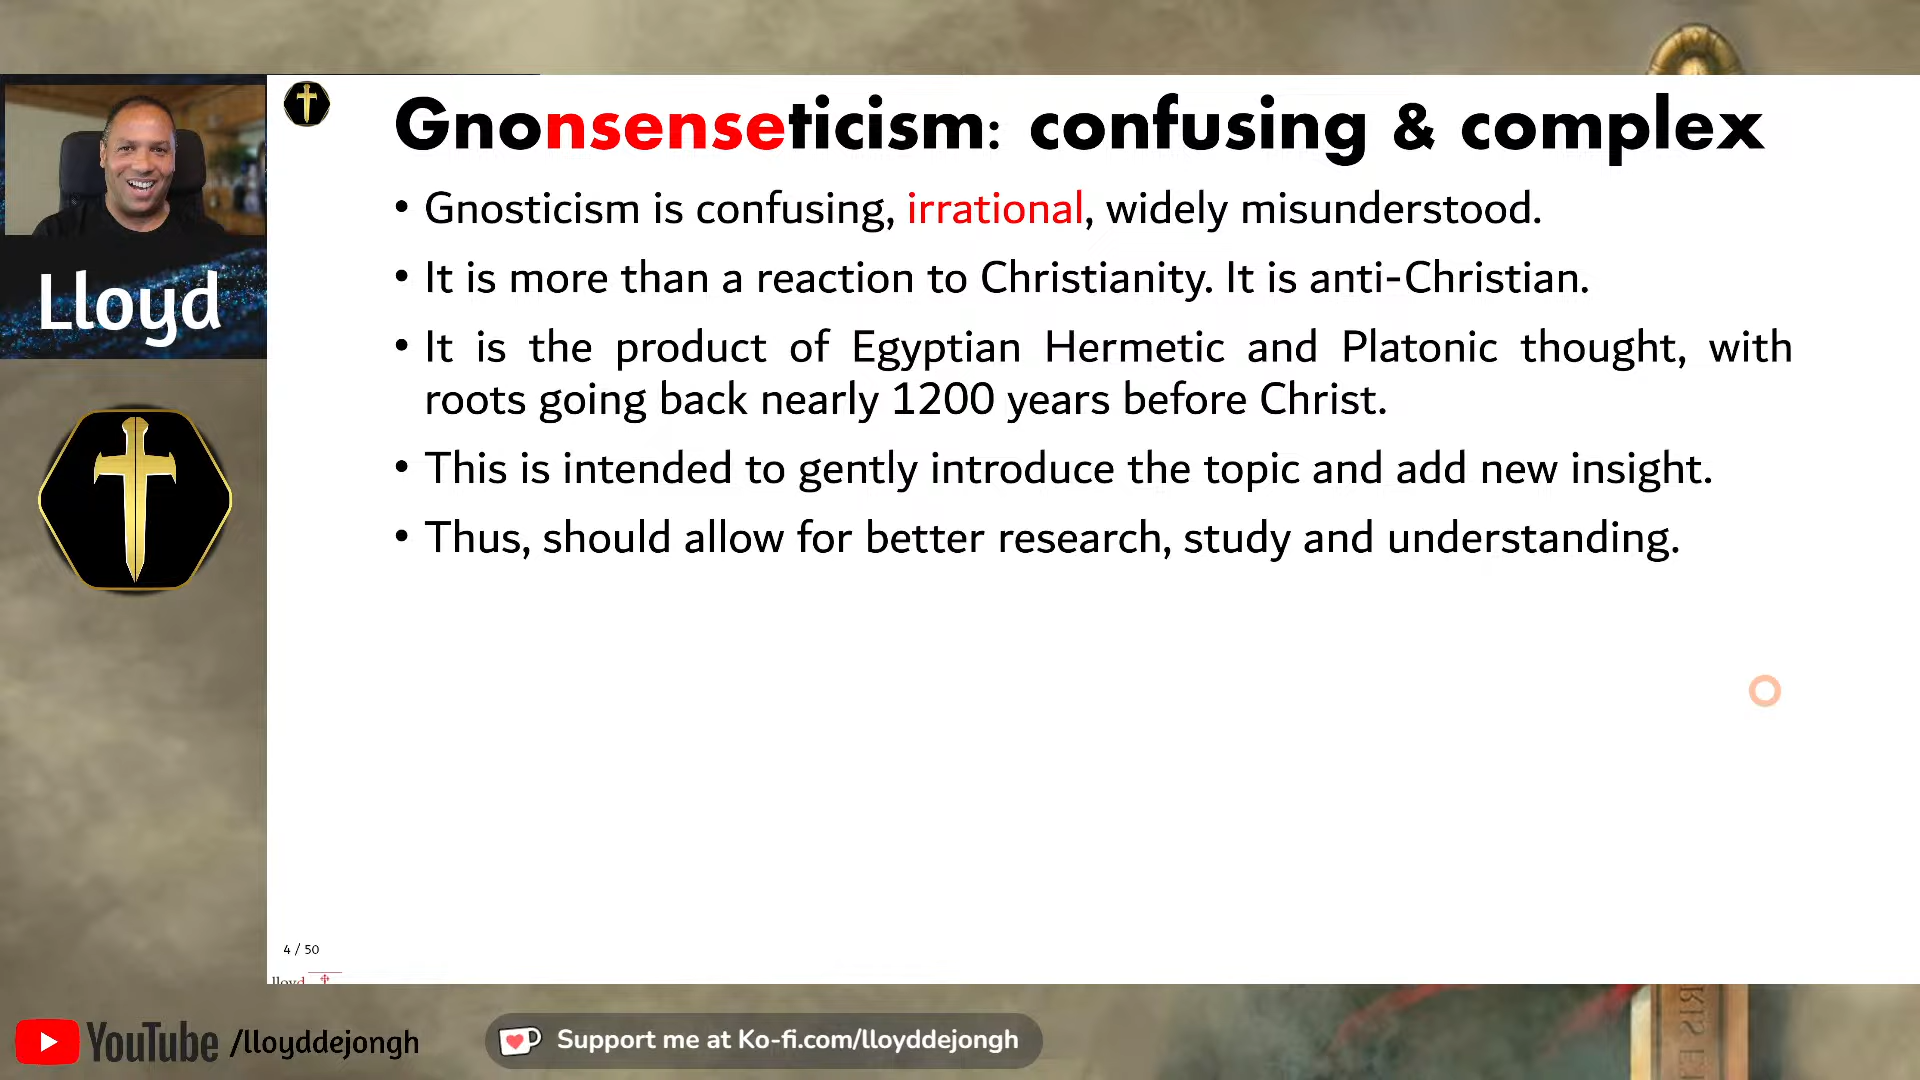 Gnonsenseticism: confusing & complex
• Gnosticism is confusing, irrational, widely misunderstood.
• It is more than a reaction to Christianity. It is anti-Christian.
• It is the product of Egyptian Hermetic and Platonic thought, with
roots going back nearly 1200 years before Christ.
• This is intended to gently introduce the topic and add new insight.
• Thus, should allow for better research, study and understanding.
Lloyd
4 / 50
lloyd
YouTube /lloyddejongh
Support me at Ko-fi.com/lloyddejongh